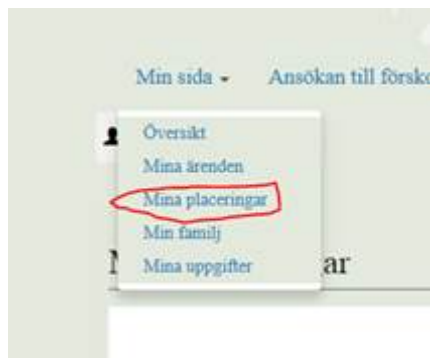 Min sida Ansökan till försko
Översikt
Mina ärenden
Mina placeringar
Min familj
Mina uppgifter
M ar